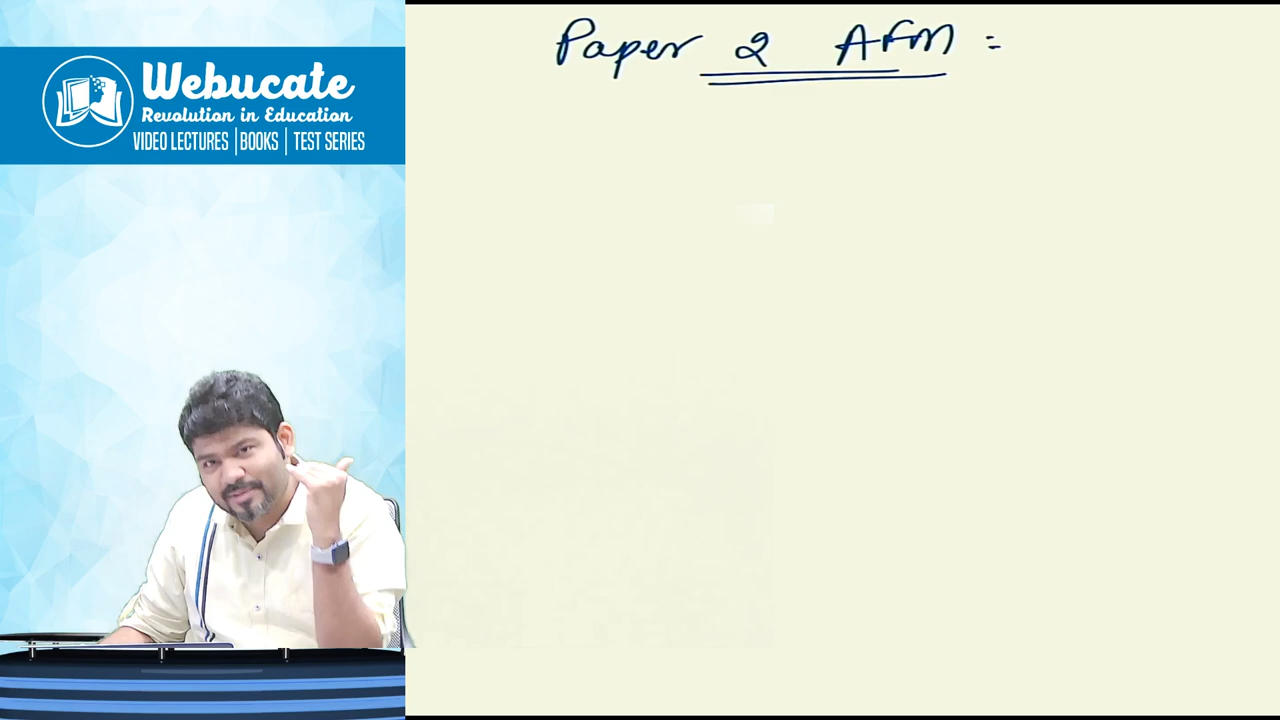 Webucate
Revolution in Education
VIDEO LECTURES | BOOKS | TEST SERIES
Paper 2 AFM :